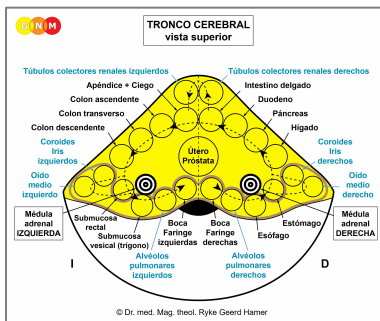 GNM
TRONCO CEREBRAL
vista superior
Túbulos colectores renales izquierdos
Túbulos colectores renales derechos
Apéndice + Ciego
Intestino delgado
Colon ascendente
Duodeno
Colon transverso
Páncreas
Colon descendente
Hígado
Coroides
Iris
izquierdos
Útero
Próstata
Coroides
Iris
derechos
Oído
medio
izquierdo
Oído
medio
derecho
Médula
adrenal
IZQUIERDA
Submucosa
rectal
Submucosa
vesical (trígono)
Boca
Faringe
izquierdas
Boca
Faringe
derechas
Esófago
Estómago
Médula
adrenal
DERECHA
Alvéolos
pulmonares
izquierdos
Alvéolos
pulmonares
derechos
I
D
© Dr. med. Mag. theol. Ryke Geerd Hamer